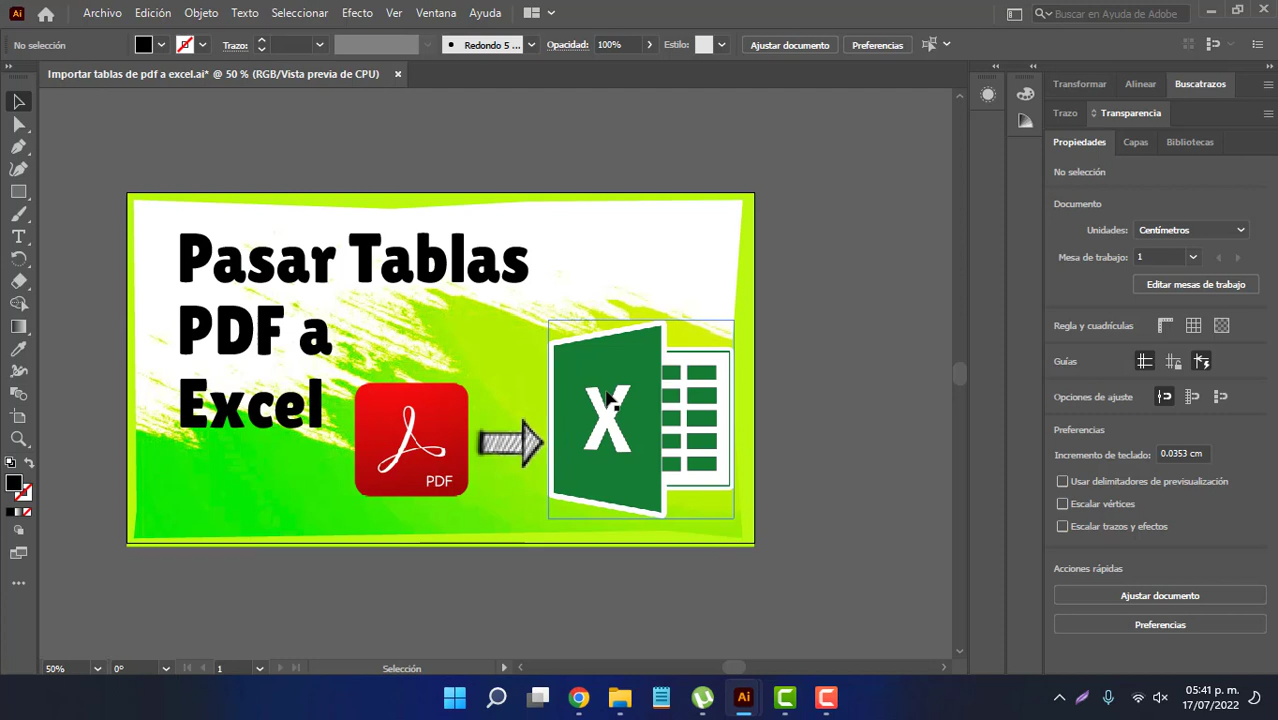 Archivo Edición Objeto Texto Seleccionar Efecto Ver Ventana Ayuda
Buscar en Ayuda de Adobe
No selección Trazo: Redondo 5 ... Opacidad: 100% Estilo: Ajustar documento Preferencias
Importar tablas de pdf a excel.ai* @ 50 % (RGB/Vista previa de CPU)
Transformar Alinear Buscatrazos
Trazo Transparencia
Propiedades Capas Bibliotecas
No selección
Documento
Unidades: Centímetros
Mesa de trabajo: 1
Editar mesas de trabajo
Regla y cuadrículas
Guías
Opciones de ajuste
Preferencias
Incremento de teclado: 0.0353 cm
Usar delimitadores de previsualización
Escalar vértices
Escalar trazos y efectos
Acciones rápidas
Ajustar documento
Preferencias
Pasar Tablas
PDF a
Excel
PDF
X
50% 0° 1 Selección
Ai
05:41 p. m.
17/07/2022